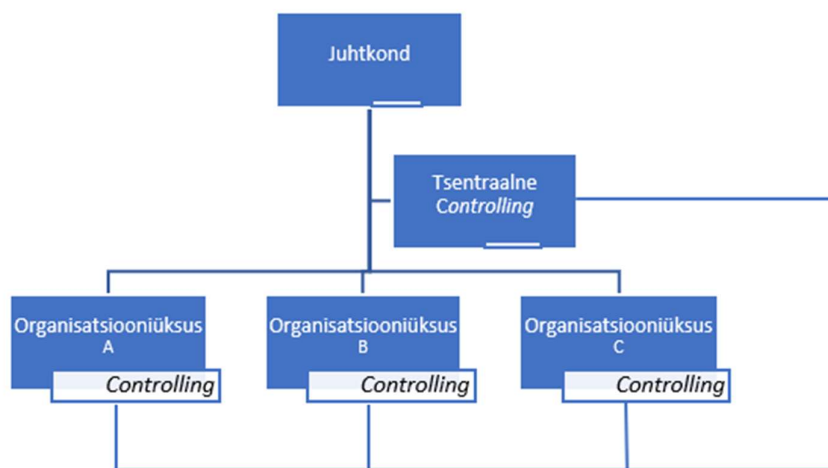 Juhtkond
Tsentraalne
Controlling
Organisatsiooniüksus
A
Controlling
Organisatsiooniüksus
B
Controlling
Organisatsiooniüksus
C
Controlling